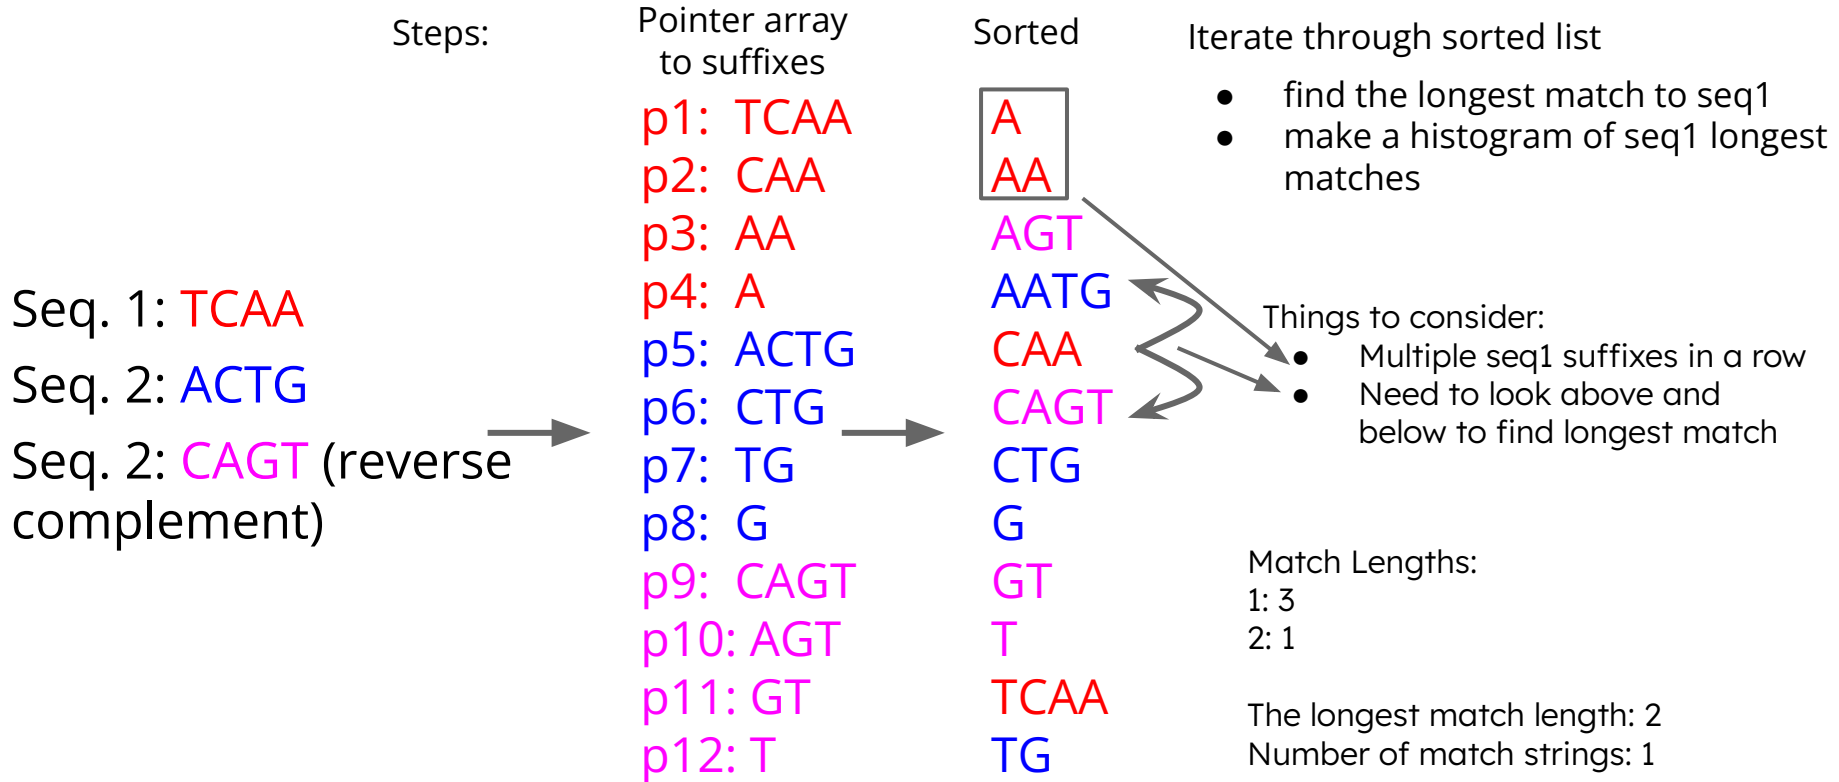 Steps:
Pointer array
to suffixes
Sorted
Iterate through sorted list
● find the longest match to seq1
● make a histogram of seq1 longest
matches
Seq. 1: TCAA
Seq. 2: ACTG
Seq. 2: CAGT (reverse
complement)
p1: TCAA
p2: CAA
p3: AA
p4: A
p5: ACTG
p6: CTG
p7: TG
p8: G
p9: CAGT
p10: AGT
p11: GT
p12: T
A
AA
AGT
AATG
CAA
CAGT
CTG
G
GT
T
TCAA
TG
Things to consider:
● Multiple seq1 suffixes in a row
● Need to look above and
below to find longest match
Match Lengths:
1: 3
2: 1
The longest match length: 2
Number of match strings: 1